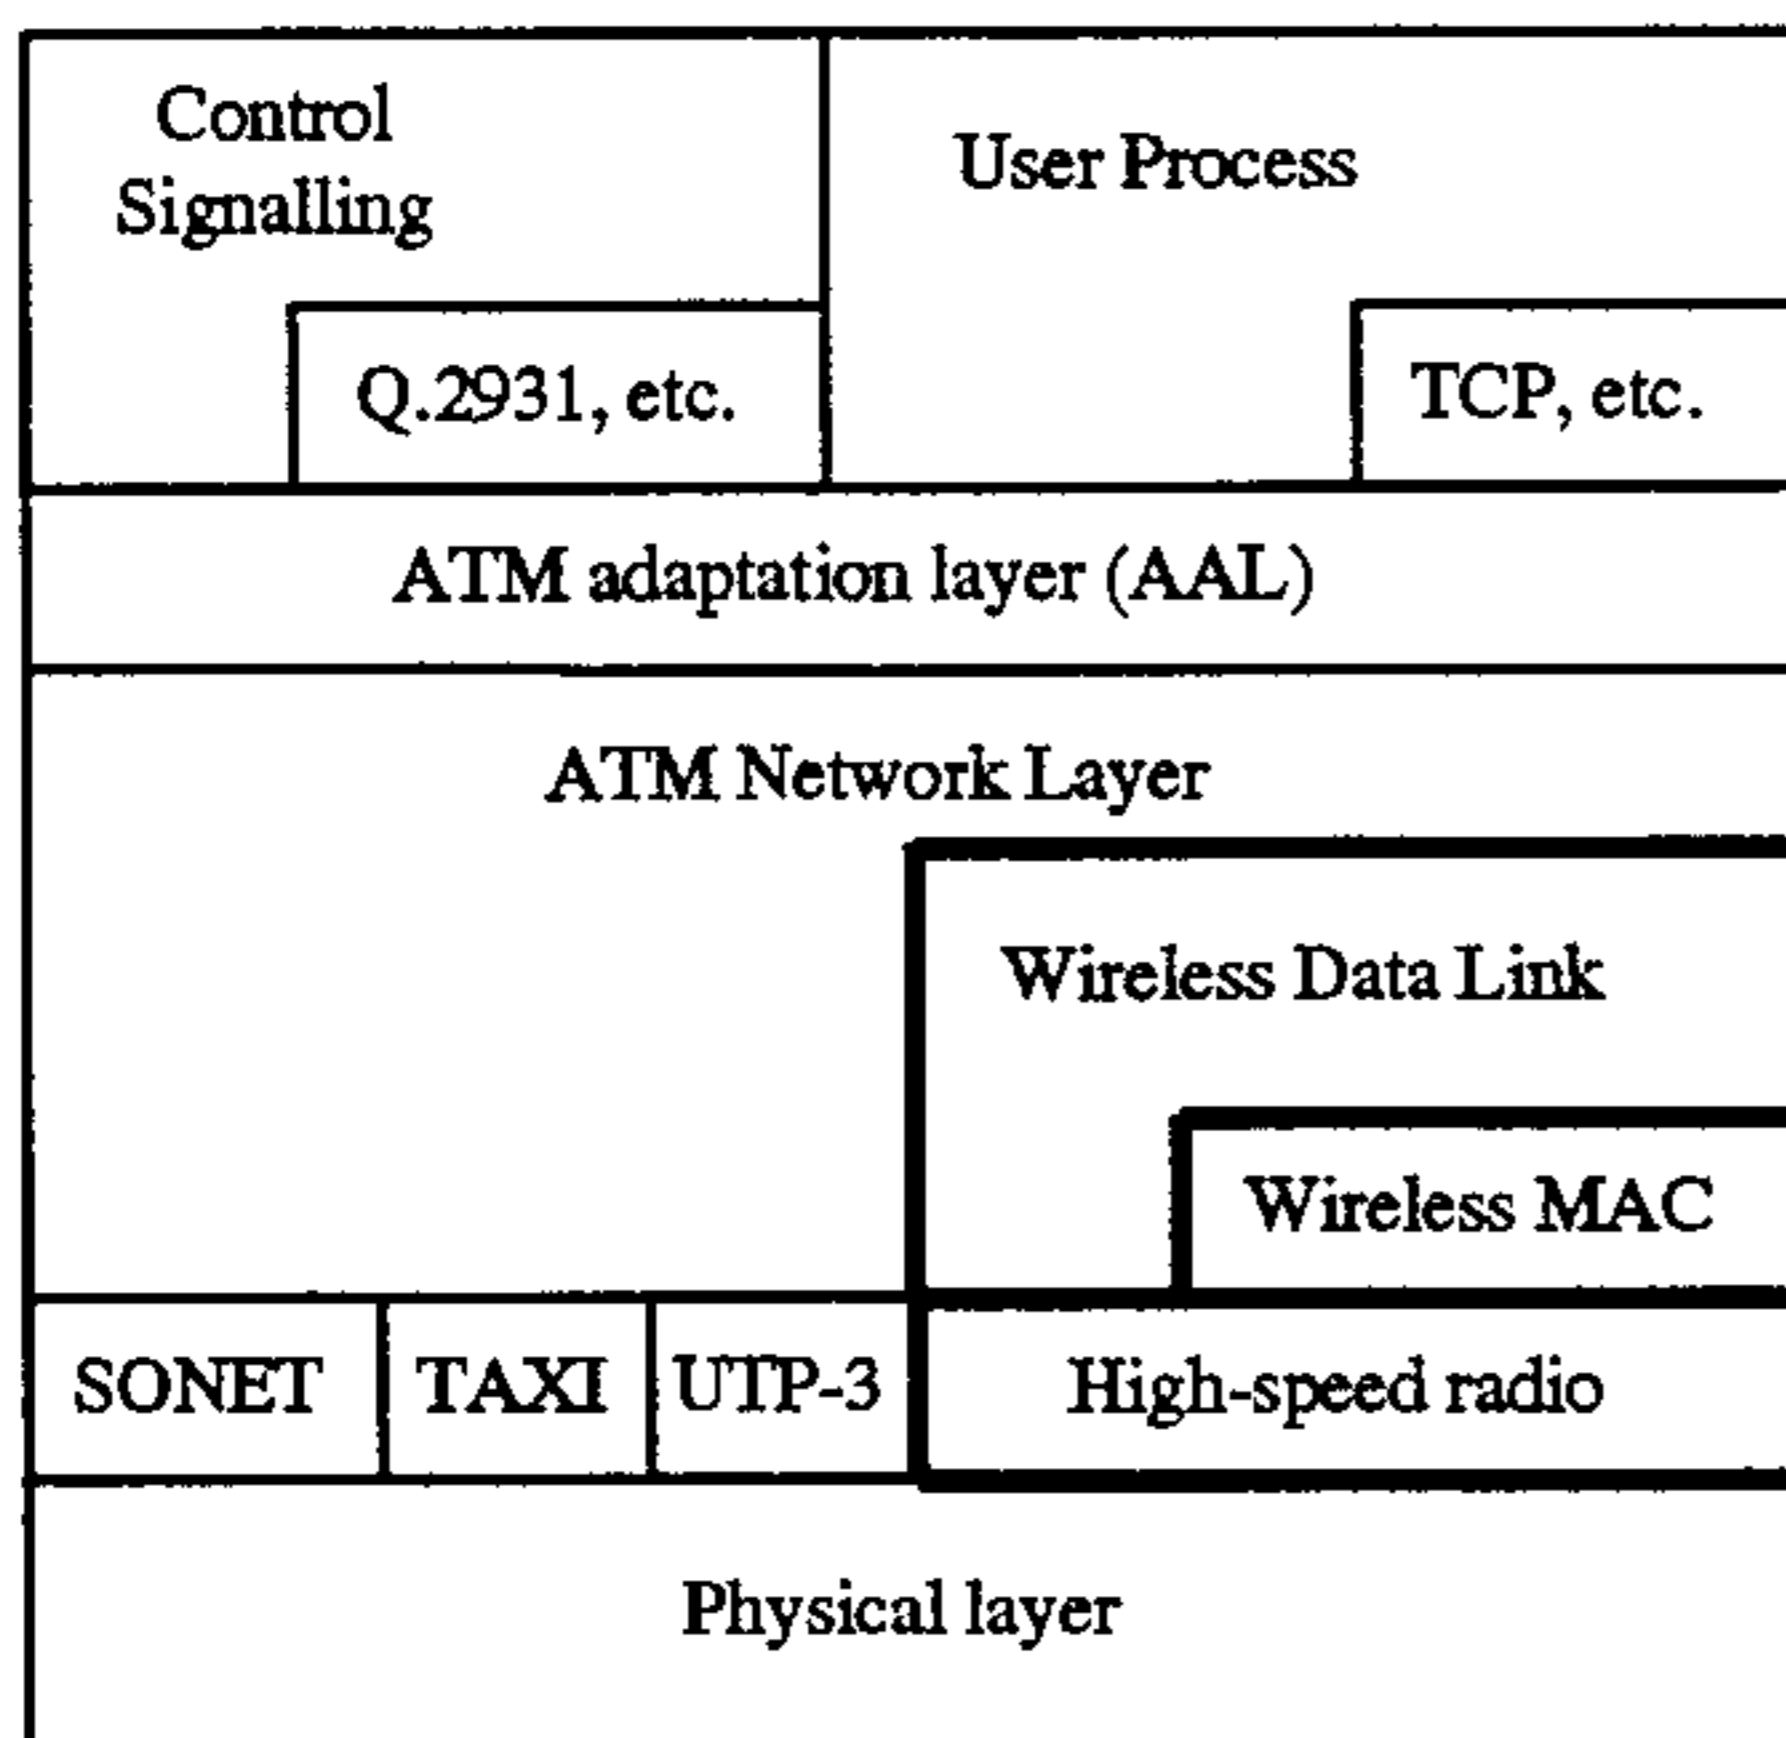 Control
Signalling
User Process
Q.2931, etc.
TCP, etc.
ATM adaptation layer (AAL)
ATM Network Layer
Wireless Data Link
Wireless MAC
SONET
TAXI
UTP-3
High-speed radio
Physical layer